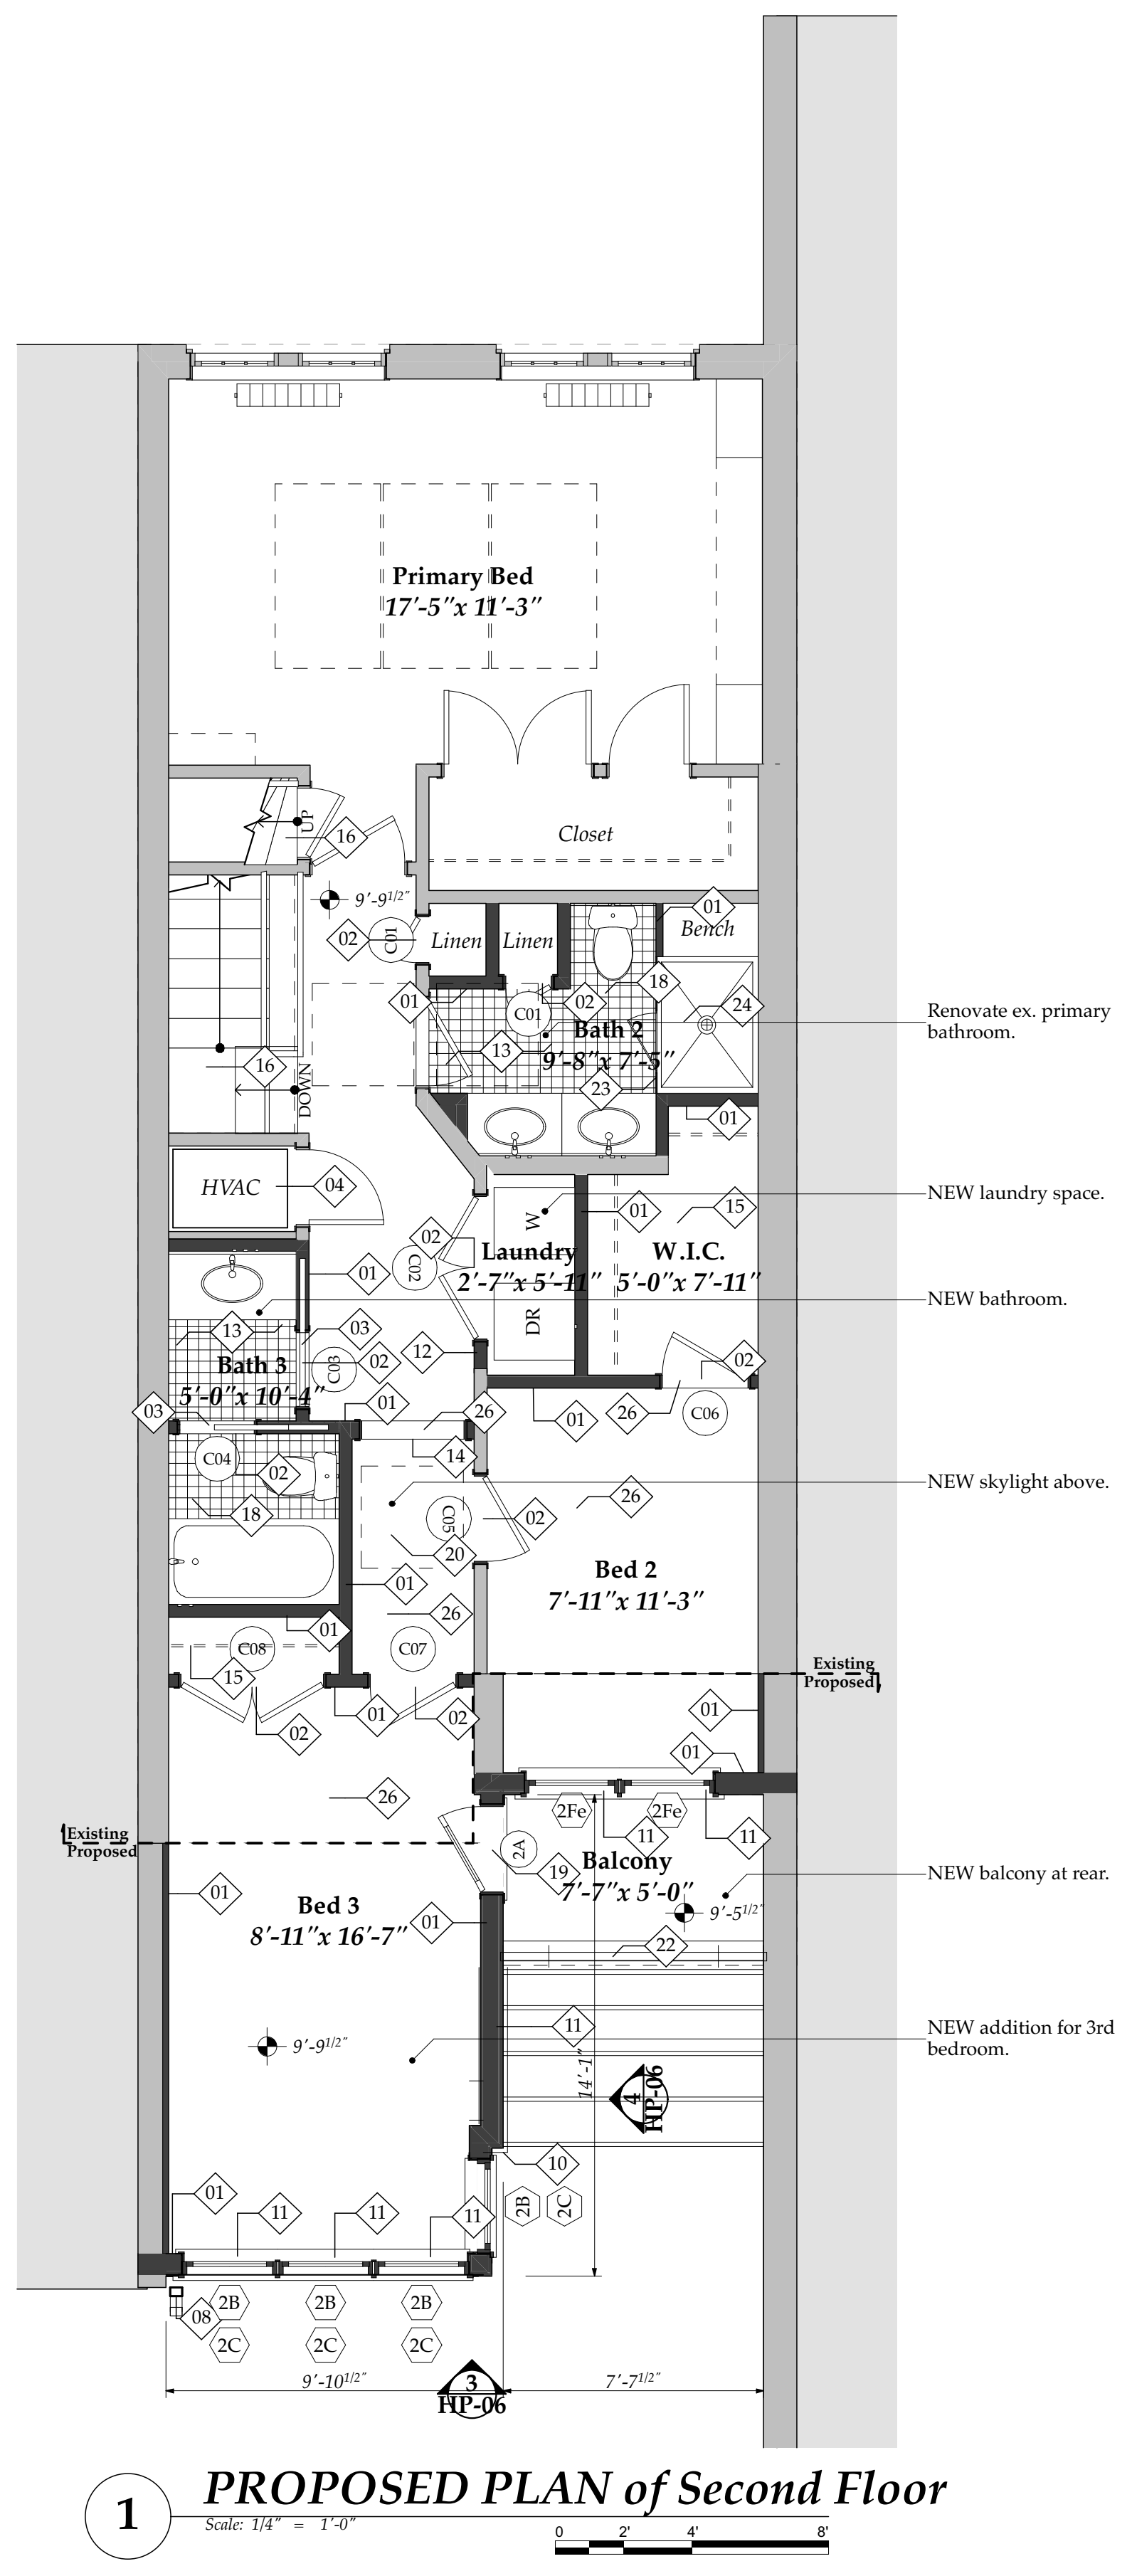 Primary Bed
17'-5"x 11'-3"
UP
16
Closet
9'-9 1/2"
02
C01
Linen
Linen
01
Bench
01
18
02
24
C01
Renovate ex. primary
bathroom.
Bath 2
9'-8"x 7'-5"
13
16
DOWN
23
01
HVAC
04
NEW laundry space.
W
01
15
02
Laundry
2'-7"x 5'-11"
W.I.C.
5'-0"x 7'-11"
01
C02
NEW bathroom.
DR
13
03
12
Bath 3
5'-0"x 10'-4"
C03
02
02
01
03
26
01
26
C06
C04
02
14
NEW skylight above.
26
18
C05
02
20
Bed 2
7'-11"x 11'-3"
01
26
01
C08
C07
Existing
Proposed
15
01
02
02
01
01
26
2Fe
2Fe
11
11
Existing
Proposed
2A
Balcony
7'-7"x 5'-0"
19
NEW balcony at rear.
01
Bed 3
8'-11"x 16'-7"
01
9'-5 1/2"
22
11
NEW addition for 3rd
bedroom.
9'-9 1/2"
14'-1"
4
HP-06
10
01
11
11
11
2B
2C
08
2B
2B
2B
2C
2C
2C
9'-10 1/2"
3
HP-06
7'-7 1/2"
1
PROPOSED PLAN of Second Floor
Scale: 1/4" = 1'-0"
0 2' 4' 8'